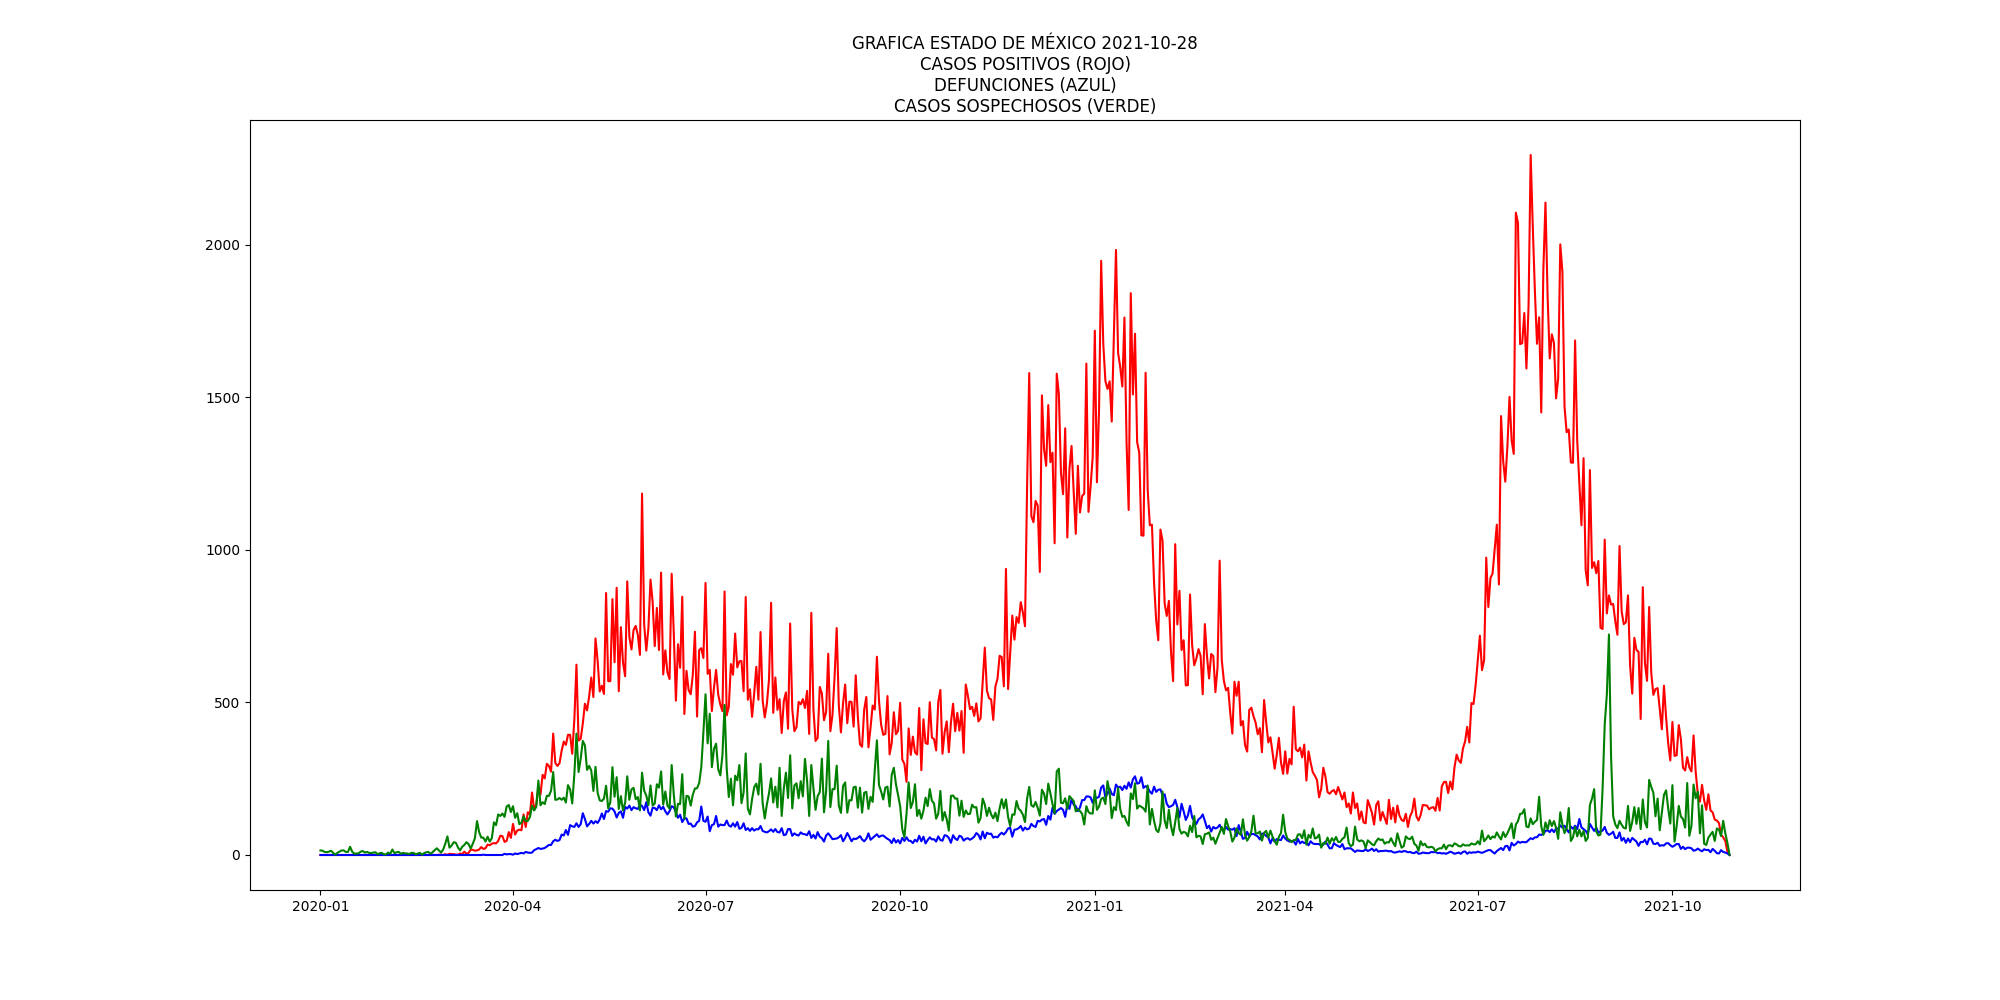 GRAFICA ESTADO DE MÉXICO 2021-10-28
CASOS POSITIVOS (ROJO)
DEFUNCIONES (AZUL)
CASOS SOSPECHOSOS (VERDE)
2000
1500
1000
500
0
2020-01 2020-04 2020-07 2020-10 2021-01 2021-04 2021-07 2021-10